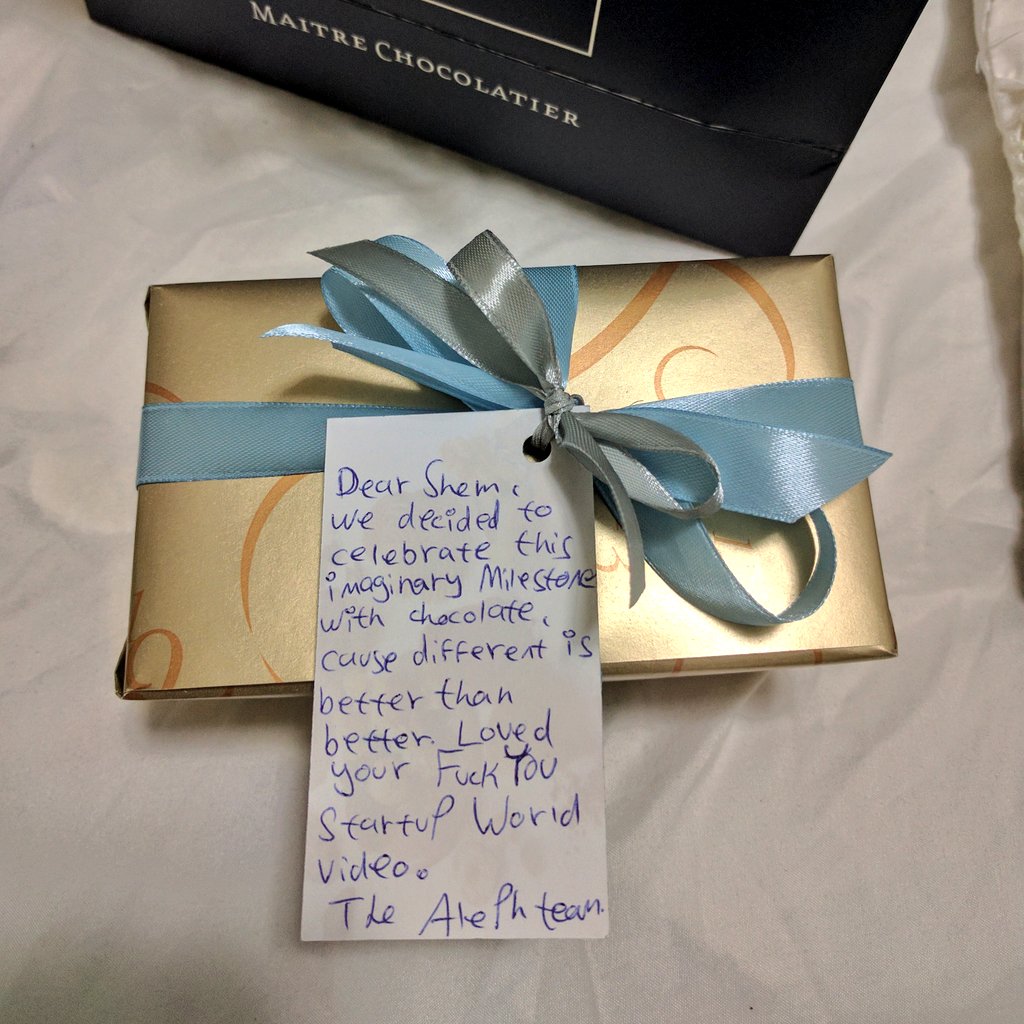 MAITRE CHOCOLATIER
Dear Shem,
we decided to
celebrate this
imaginary Milestone
with chocolate,
cause different is
better than
better. Loved
your Fuck You
Startup World
video.
The Aleph team.